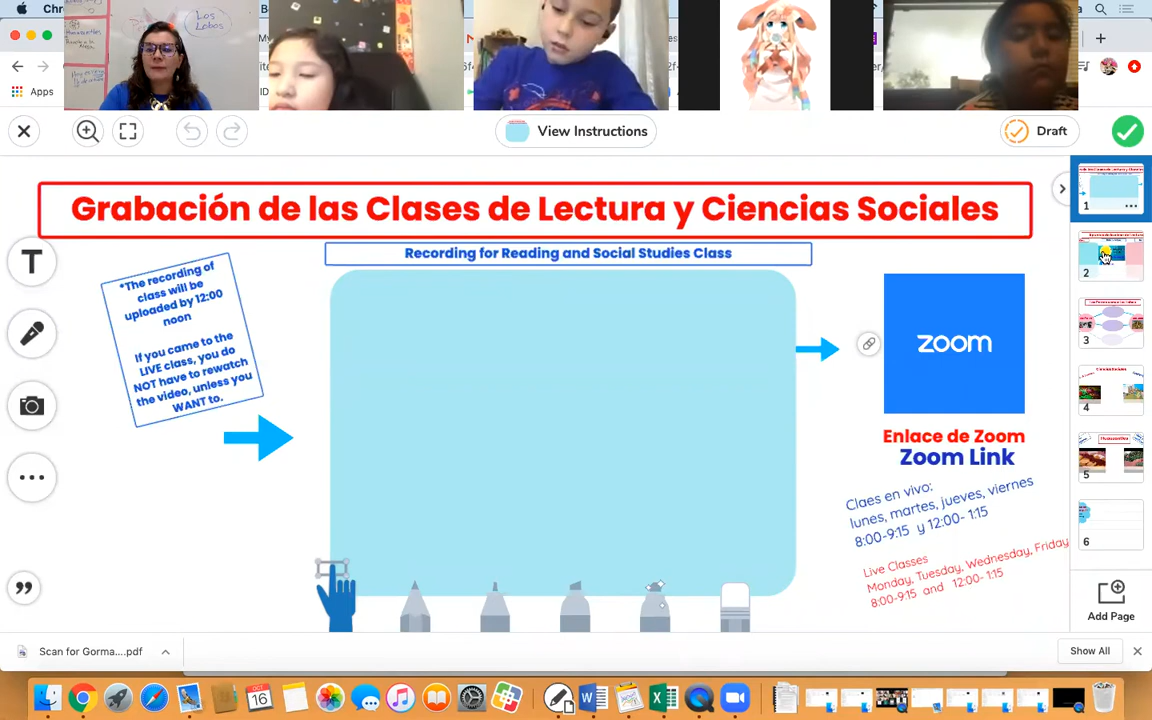 Chr
Los
Lobos
Apps
View Instructions
Draft
Grabación de las Clases de Lectura y Ciencias Sociales
Recording for Reading and Social Studies Class
*The recording of
class will be
uploaded by 12:00
noon
If you came to the
LIVE class, you do
NOT have to rewatch
the video, unless you
WANT to.
T
zoom
Enlace de Zoom
Zoom Link
Claes en vivo:
lunes, martes, jueves, viernes
8:00-9:15 y 12:00- 1:15
Live Classes
Monday, Tuesday, Wednesday, Friday
8:00-9:15 and 12:00- 1:15
1
2
3
4
5
6
Add Page
Scan for Gorma....pdf
Show All
OCT
16